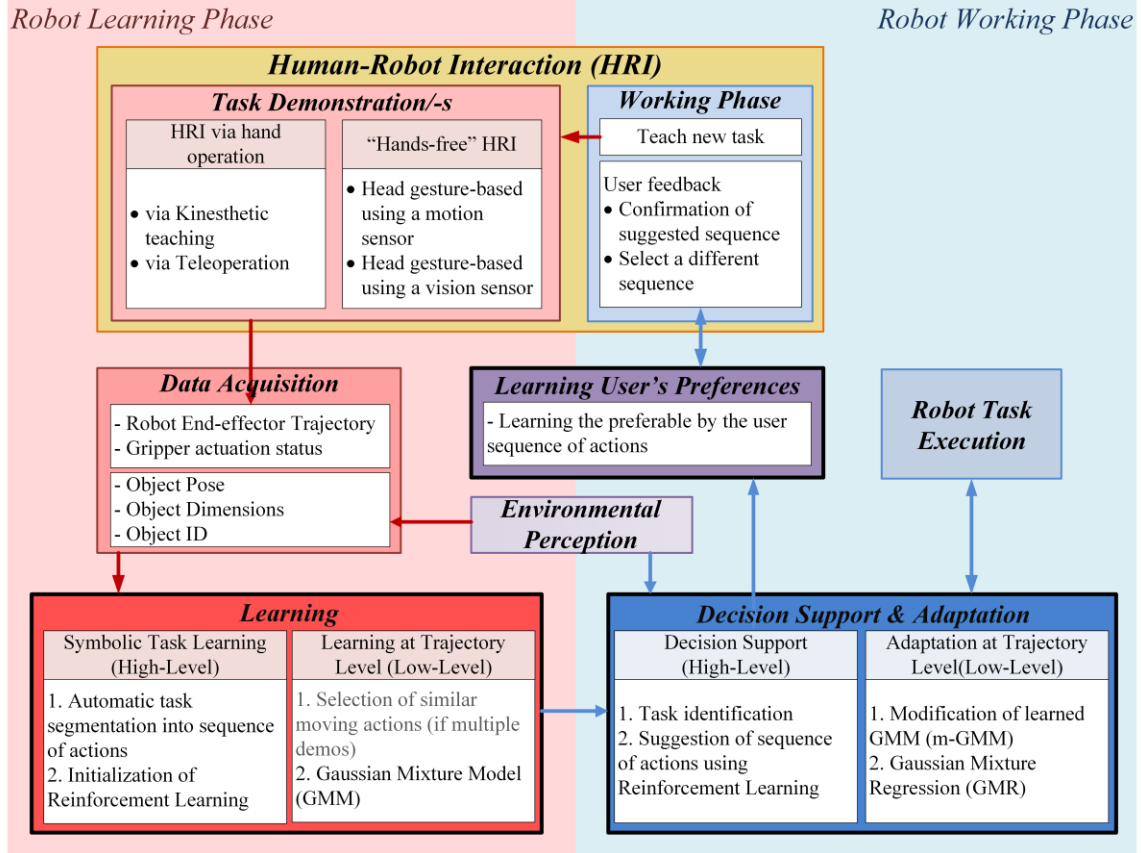 Robot Learning Phase
Robot Working Phase
Human-Robot Interaction (HRI)
Task Demonstration/-s
HRI via hand
operation
• via Kinesthetic
teaching
• via Teleoperation
“Hands-free” HRI
• Head gesture-based
using a motion
sensor
• Head gesture-based
using a vision sensor
Working Phase
Teach new task
User feedback
• Confirmation of
suggested sequence
• Select a different
sequence
Data Acquisition
- Robot End-effector Trajectory
- Gripper actuation status
- Object Pose
- Object Dimensions
- Object ID
Learning User’s Preferences
- Learning the preferable by the user
sequence of actions
Robot Task
Execution
Environmental
Perception
Learning
Symbolic Task Learning
(High-Level)
1. Automatic task
segmentation into sequence
of actions
2. Initialization of
Reinforcement Learning
Learning at Trajectory
Level (Low-Level)
1. Selection of similar
moving actions (if multiple
demos)
2. Gaussian Mixture Model
(GMM)
Decision Support & Adaptation
Decision Support
(High-Level)
1. Task identification
2. Suggestion of sequence
of actions using
Reinforcement Learning
Adaptation at Trajectory
Level(Low-Level)
1. Modification of learned
GMM (m-GMM)
2. Gaussian Mixture
Regression (GMR)